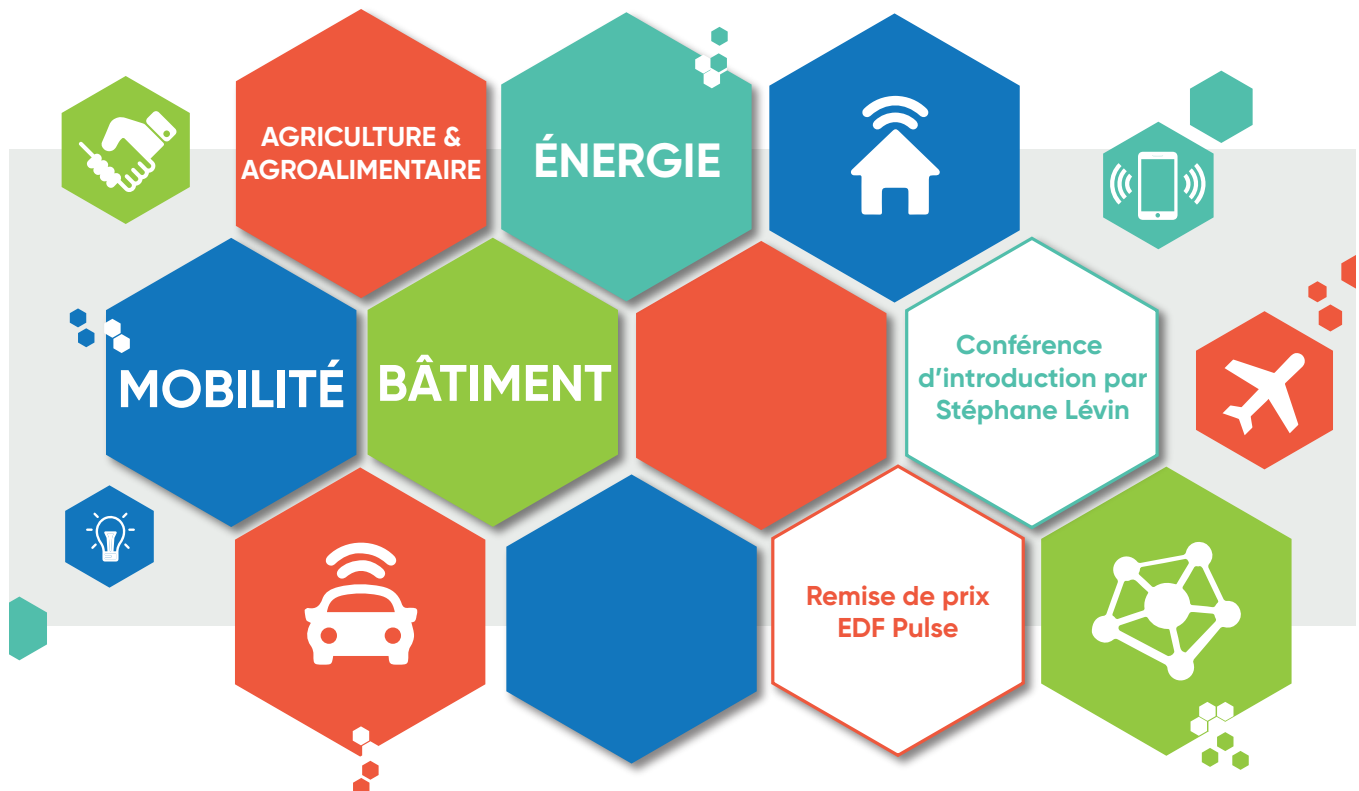 AGRICULTURE &
AGROALIMENTAIRE
ÉNERGIE
MOBILITÉ
BÂTIMENT
Conférence
d’introduction par
Stéphane Lévin
Remise de prix
EDF Pulse